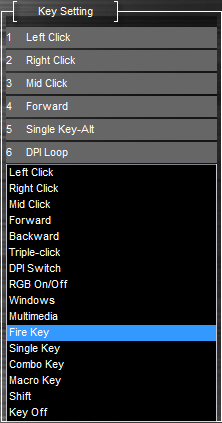 Key Setting
1 Left Click
2 Right Click
3 Mid Click
4 Forward
5 Single Key-Alt
6 DPI Loop
Left Click
Right Click
Mid Click
Forward
Backward
Triple-click
DPI Switch
RGB On/Off
Windows
Multimedia
Fire Key
Single Key
Combo Key
Macro Key
Shift
Key Off